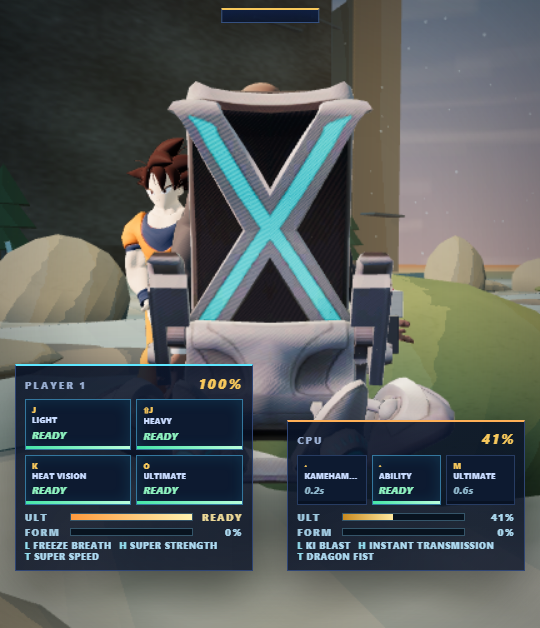 PLAYER 1 100%
J
LIGHT
READY
HEAVY
READY
K
HEAT VISION
READY
O
ULTIMATE
READY
ULT READY
FORM 0%
L FREEZE BREATH H SUPER STRENGTH
T SUPER SPEED
CPU 41%
KAMEHAM...
0.2s
ABILITY
READY
M
ULTIMATE
0.6s
ULT 41%
FORM 0%
L KI BLAST H INSTANT TRANSMISSION
T DRAGON FIST